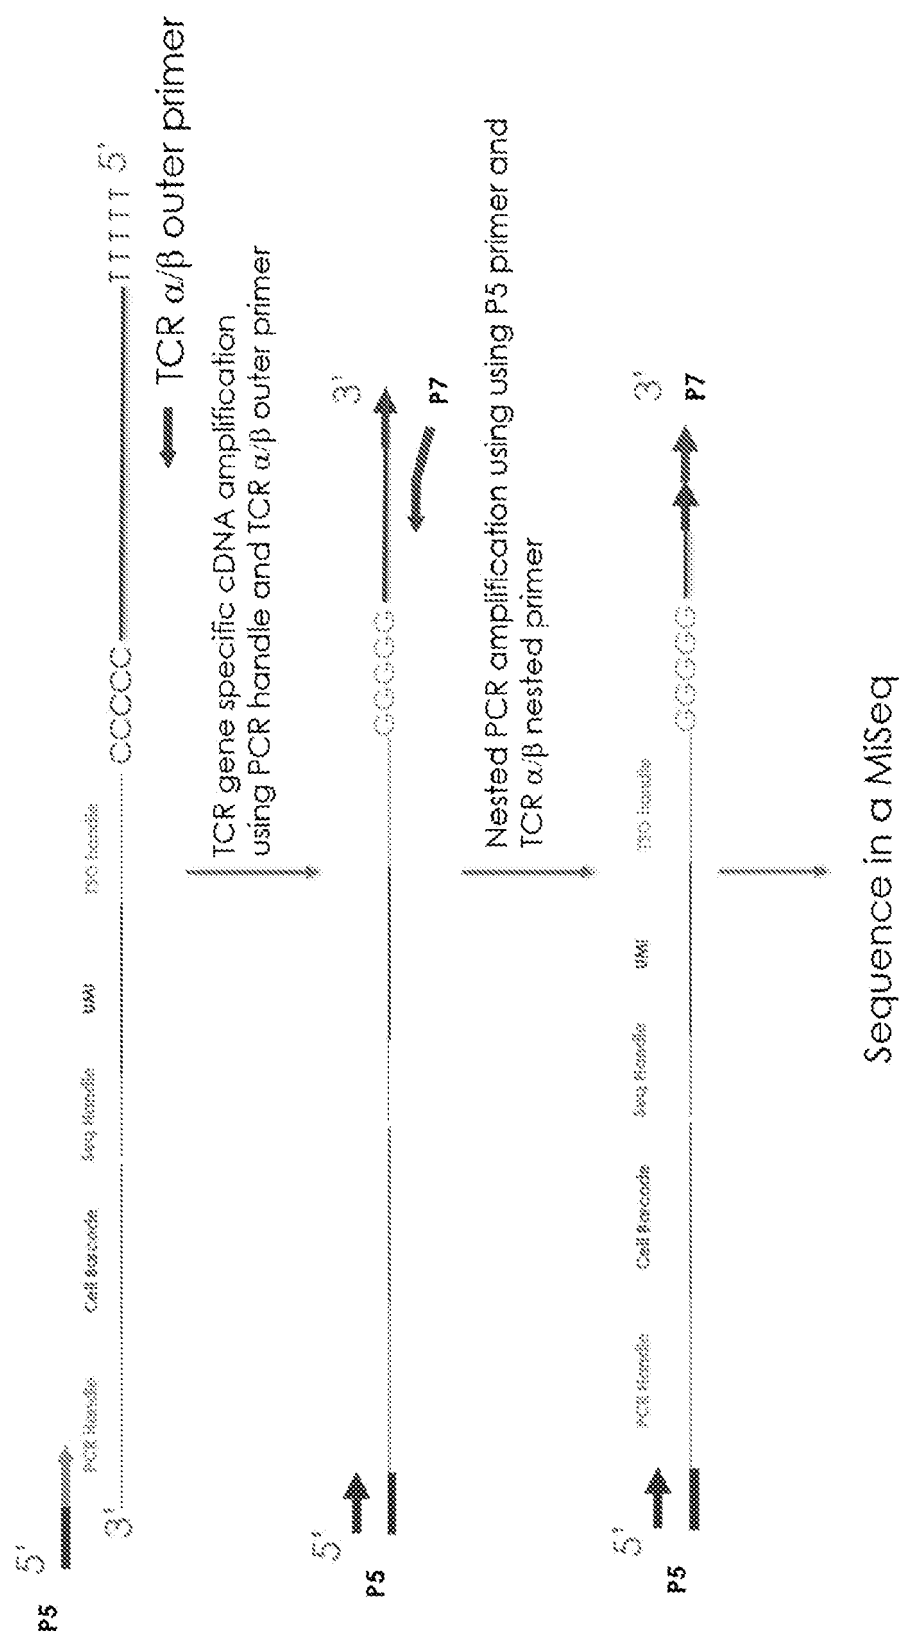 P5 5'
PCR Handle Cell Barcode Seq Handle UMI TSO handle
3' CCCCC TTTTT 5'
TCR α/β outer primer
TCR gene specific cDNA amplification
using PCR handle and TCR α/β outer primer
5' 3'
P5 GGGGG
P7
Nested PCR amplification using using P5 primer and
TCR α/β nested primer
5' PCR Handle Cell Barcode Seq Handle UMI TSO handle 3'
P5 GGGGG P7
Sequence in a MiSeq